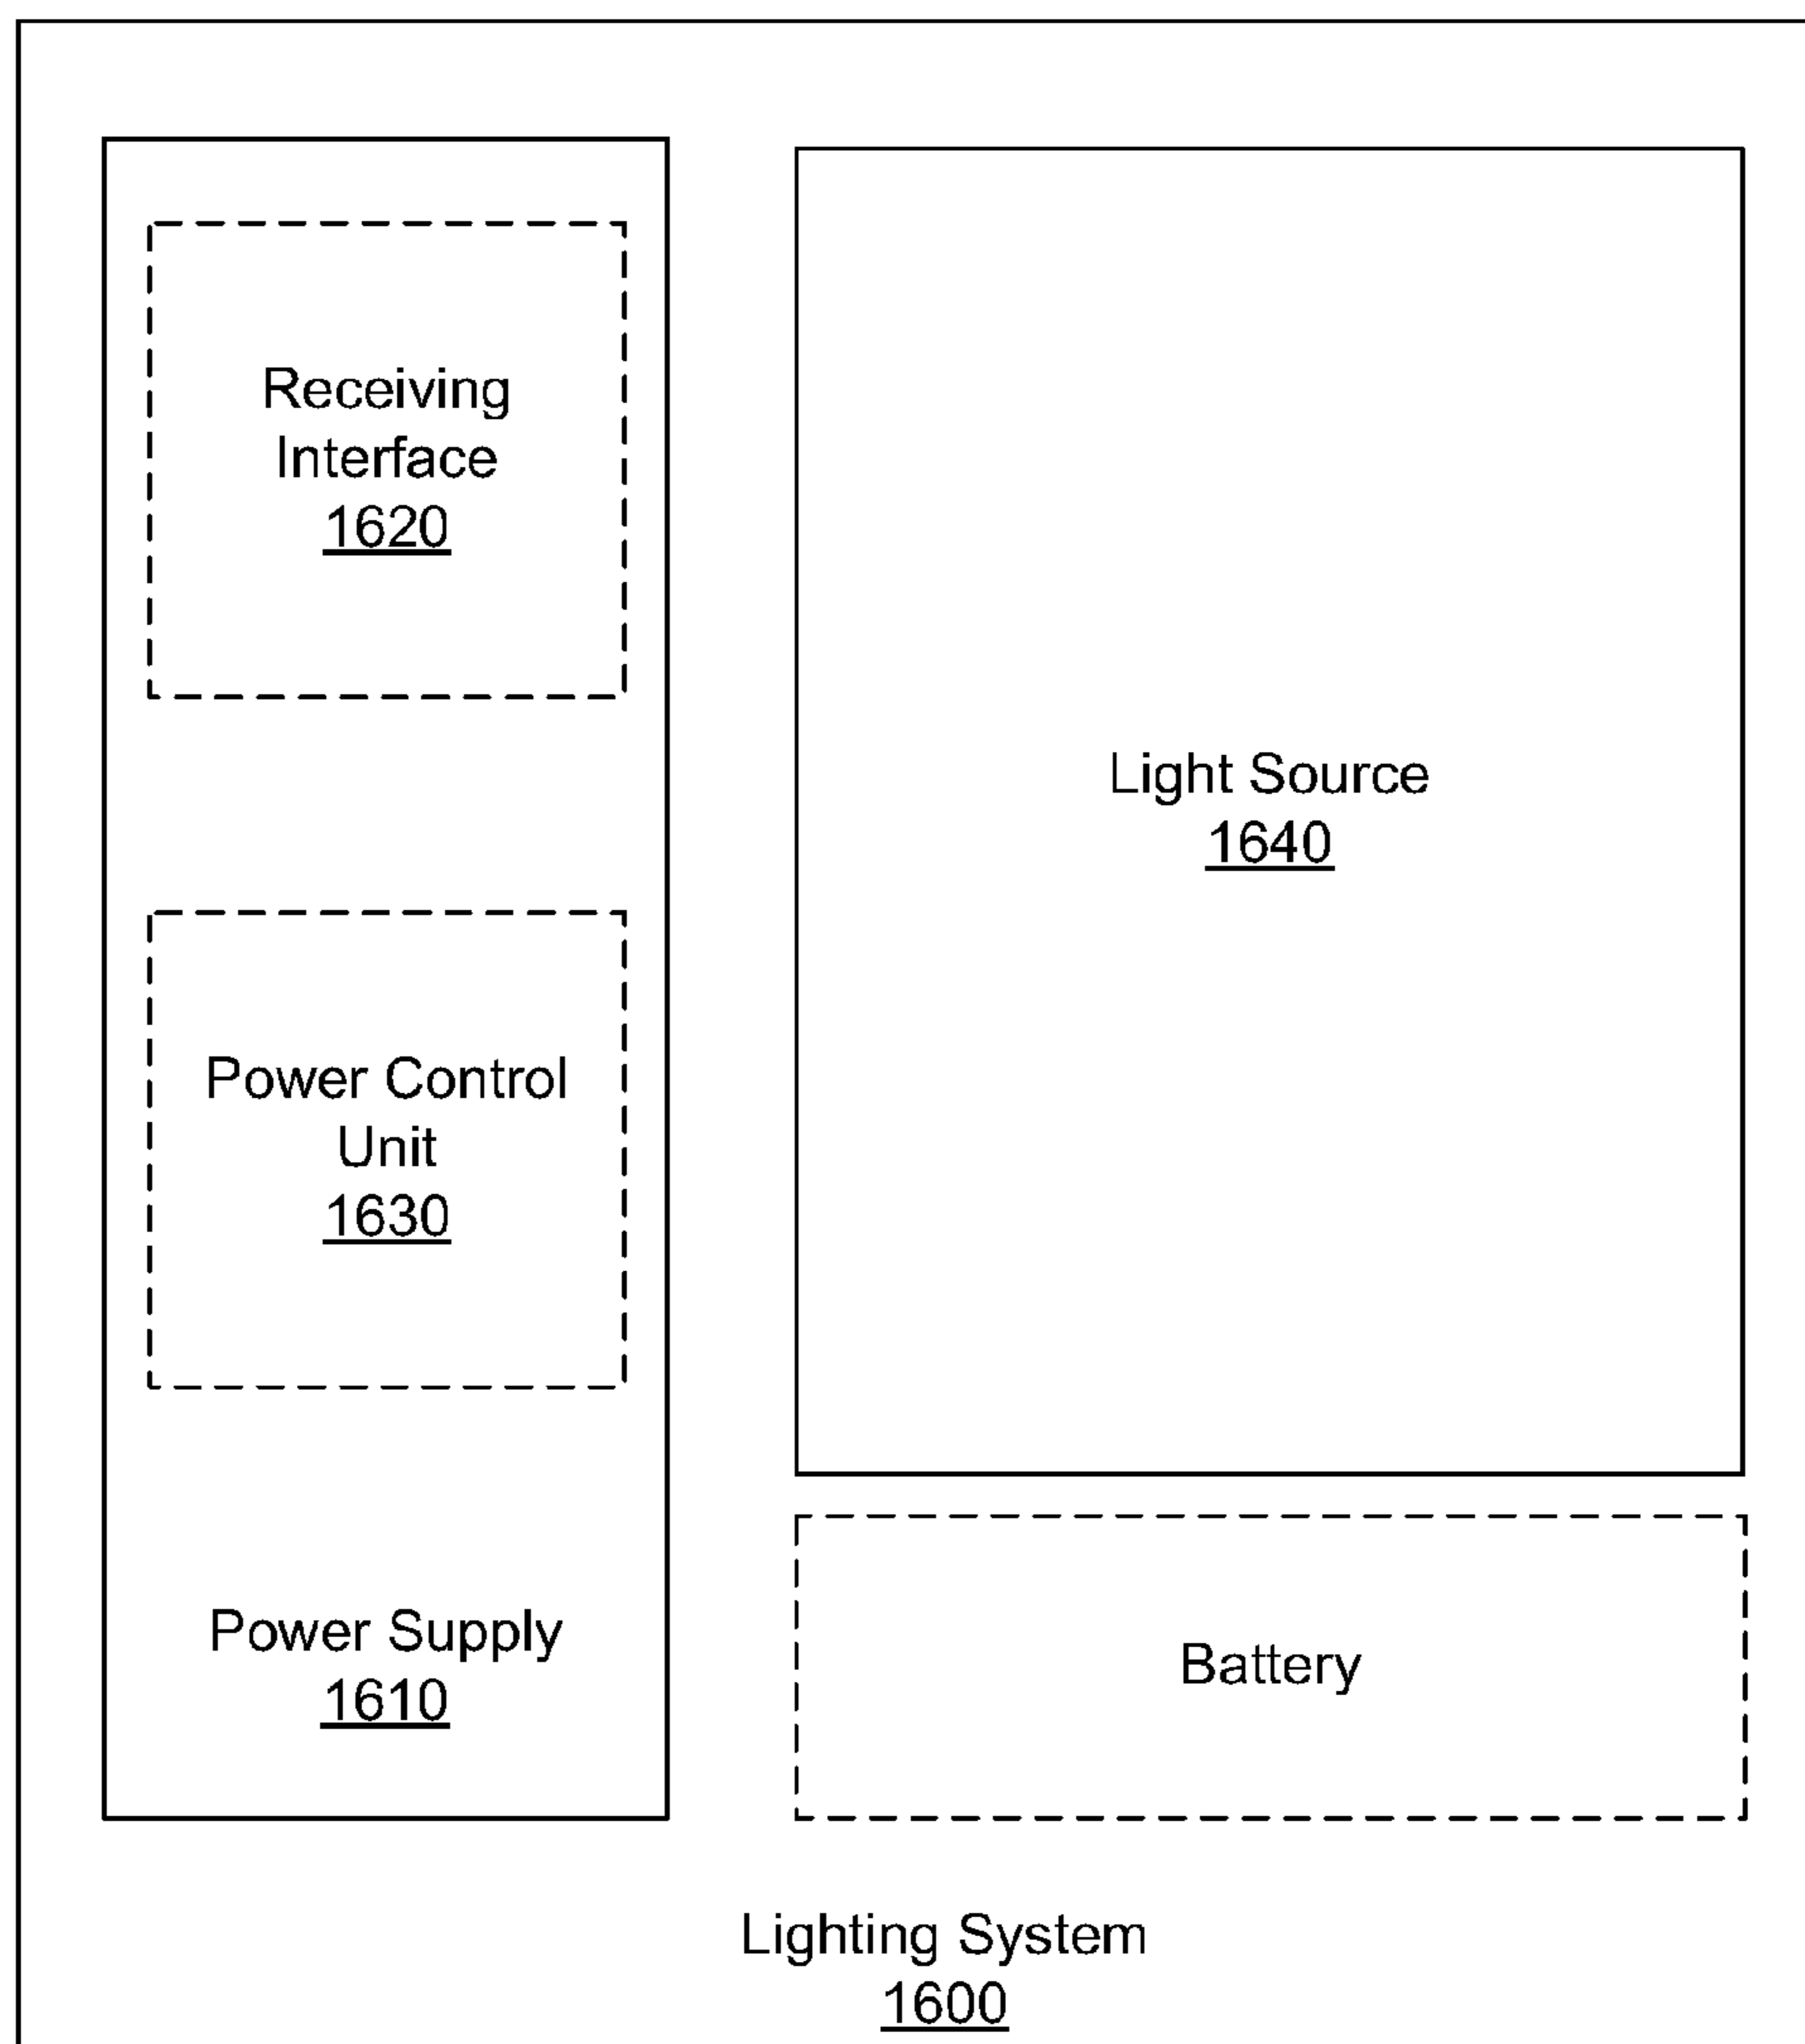 Receiving
Interface
1620
Power Control
Unit
1630
Power Supply
1610
Light Source
1640
Battery
Lighting System
1600